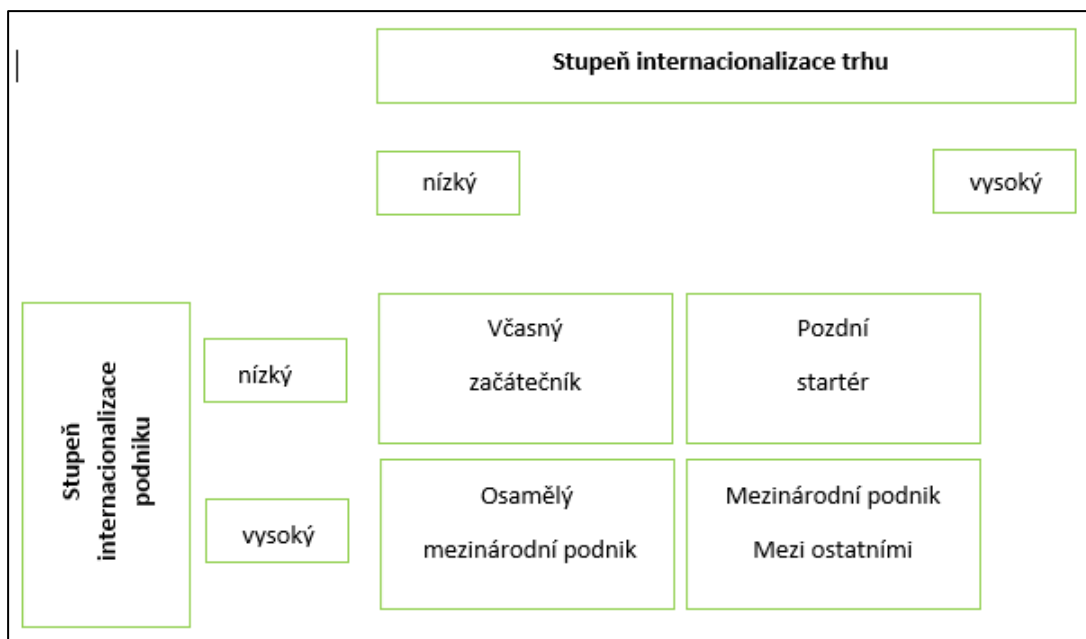 Stupeň internacionalizace trhu
nízký
vysoký
Stupeň
internacionalizace
podniku
nízký
Včasný
začátečník
Pozdní
startér
vysoký
Osamělý
mezinárodní podnik
Mezinárodní podnik
Mezi ostatními